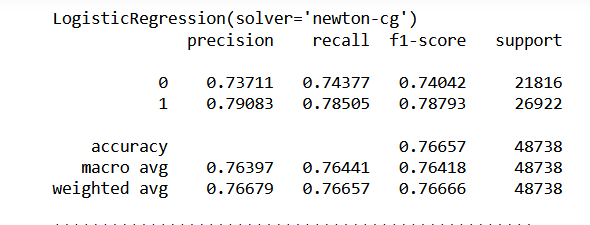 LogisticRegression(solver='newton-cg')
precision recall f1-score support
0 0.73711 0.74377 0.74042 21816
1 0.79083 0.78505 0.78793 26922
accuracy 0.76657 48738
macro avg 0.76397 0.76441 0.76418 48738
weighted avg 0.76679 0.76657 0.76666 48738
....................................................